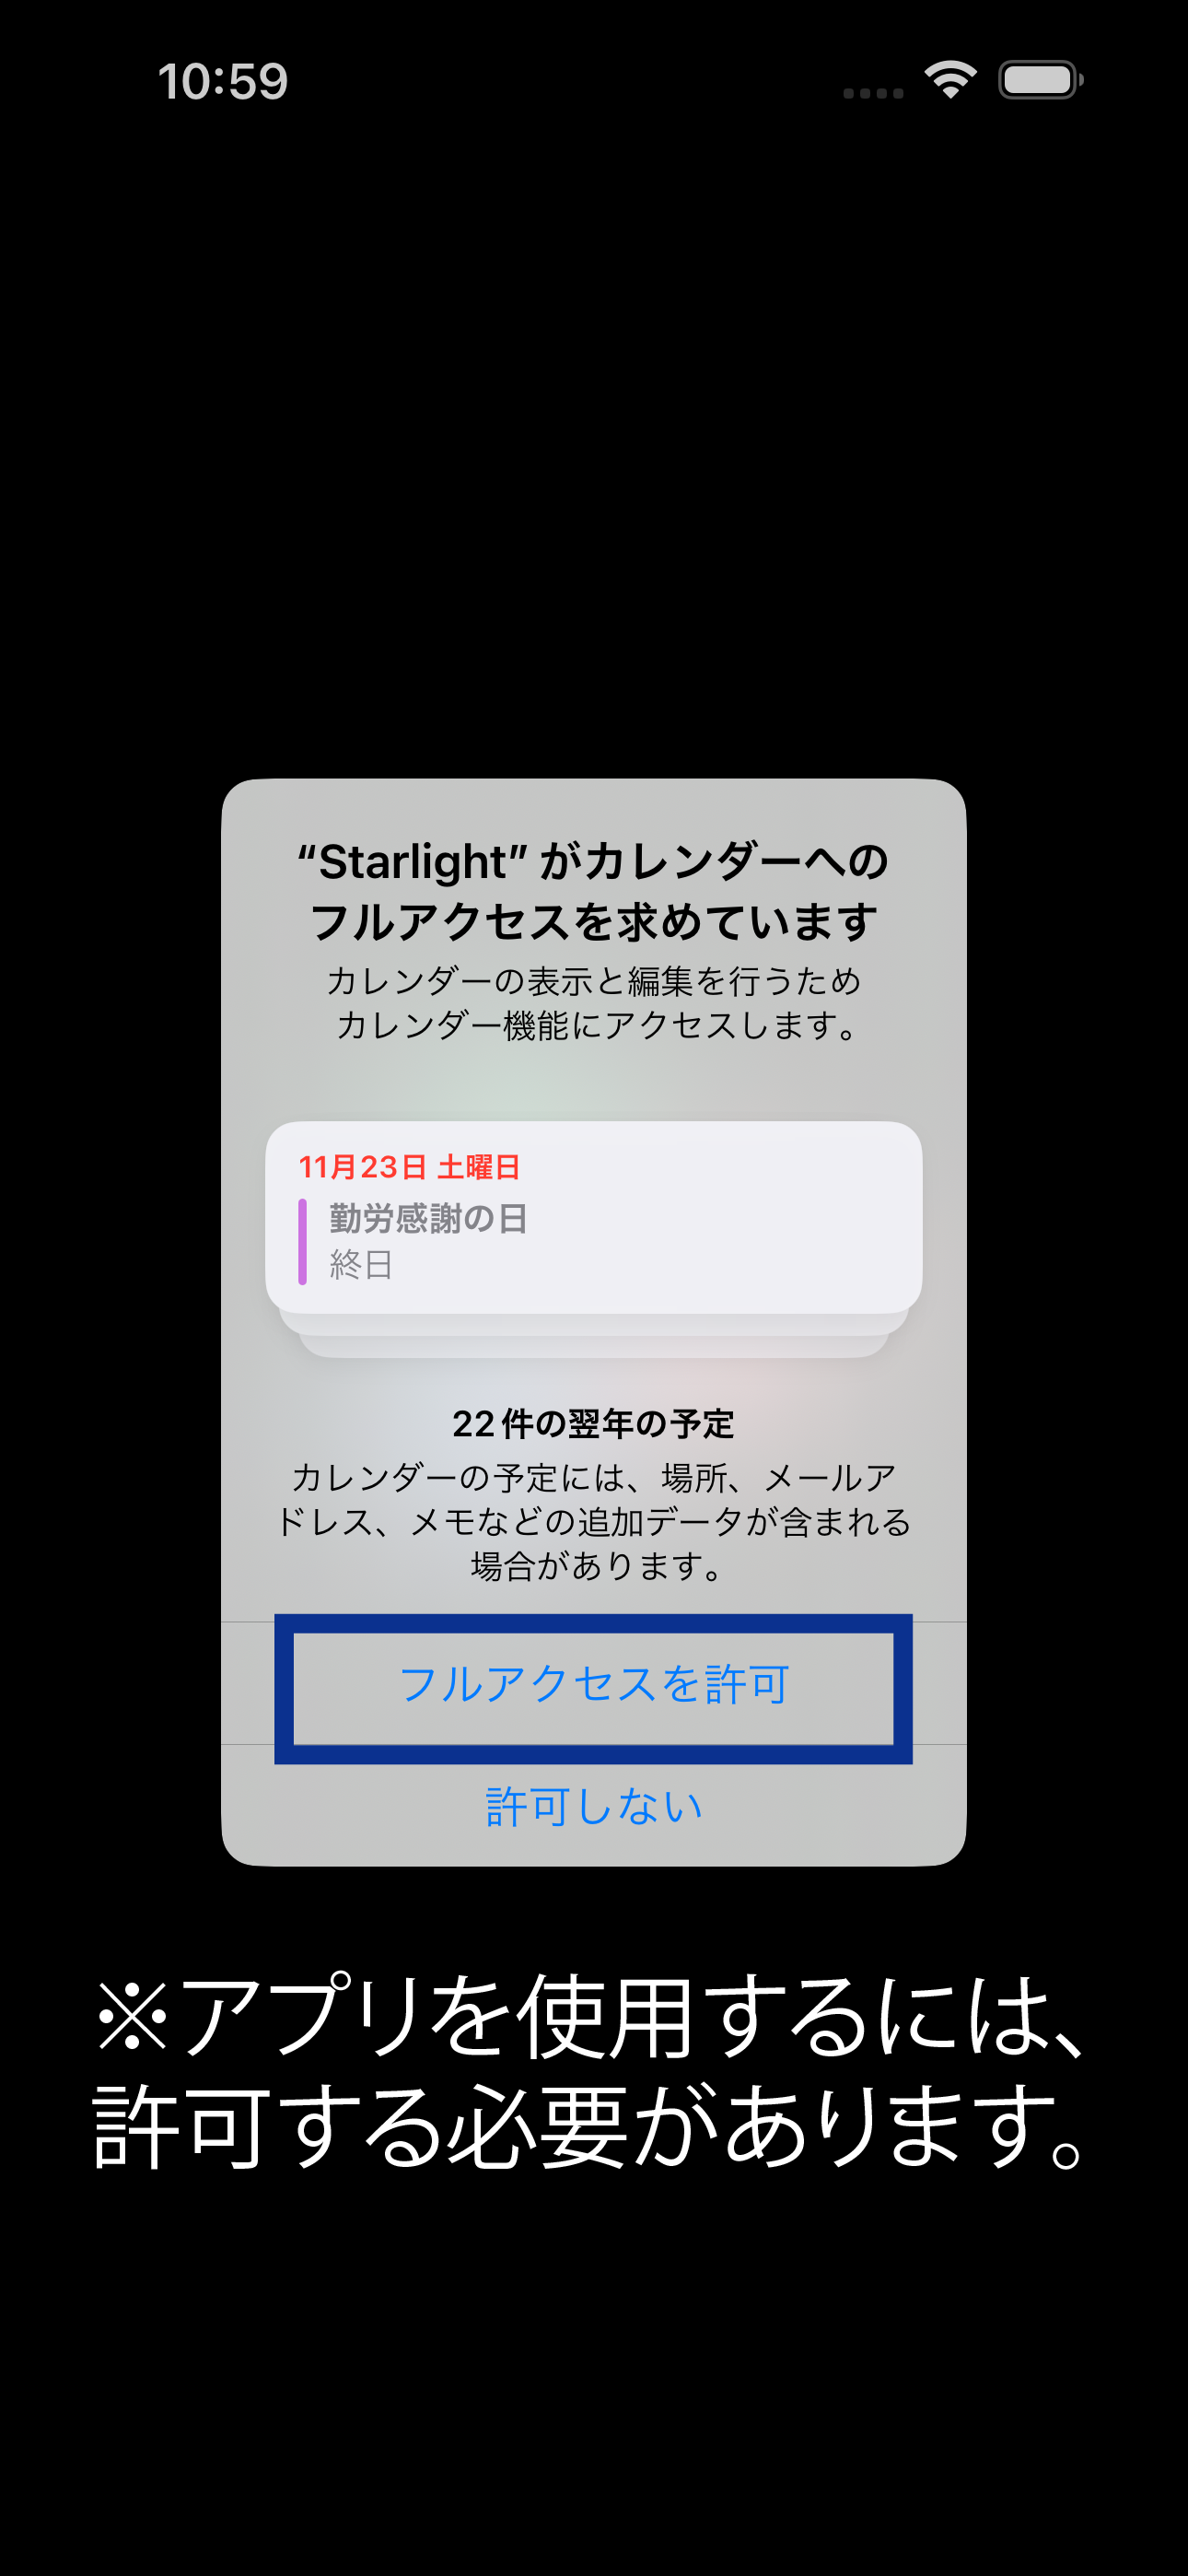 10:59
“Starlight” がカレンダーへの
フルアクセスを求めています
カレンダーの表示と編集を行うため
カレンダー機能にアクセスします。
11月23日 土曜日
勤労感謝の日
終日
22 件の翌年の予定
カレンダーの予定には、場所、メールア
ドレス、メモなどの追加データが含まれる
場合があります。
フルアクセスを許可
許可しない
※アプリを使用するには、
許可する必要があります。